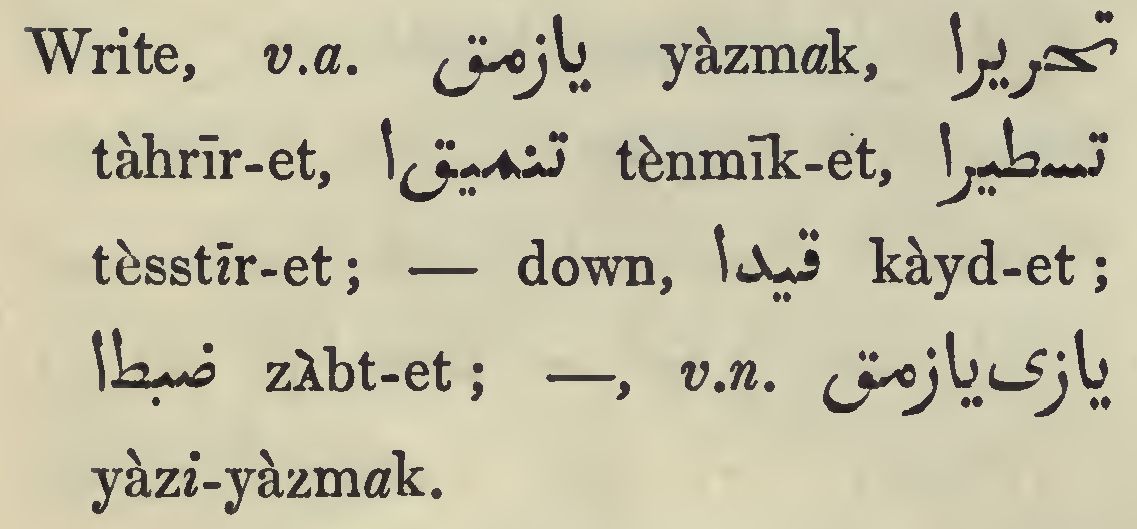 Write, v.a. يازمق yàzmak, تحريرا
tàhrīr-et, تنميق ا tènmīk-et, تسطيرا
tèsstīr-et; — down, قيدا kàyd-et;
ضبطا zàbt-et; —, v.n. يازى يازمق
yàzi-yàzmak.